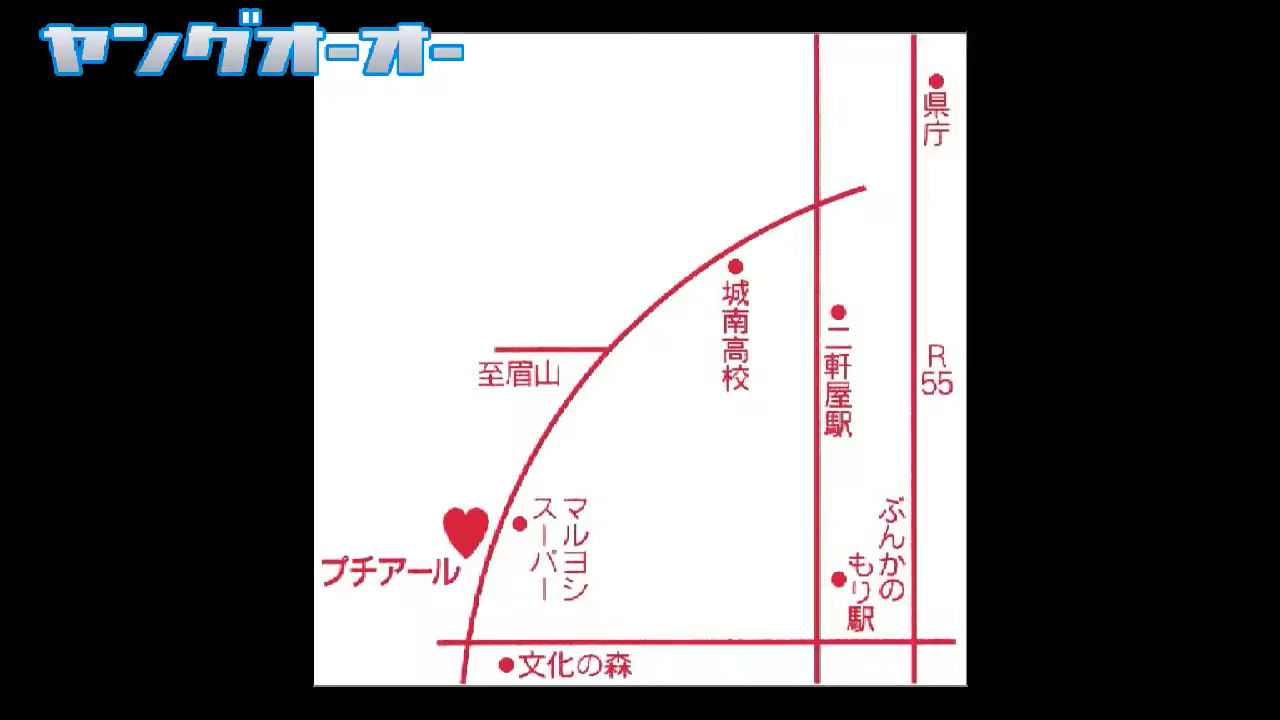 ヤングオーオー
県庁
城南高校
二軒屋駅
R
55
至眉山
マルヨシ
スーパー
プチアール
ぶんかの
もり駅
文化の森